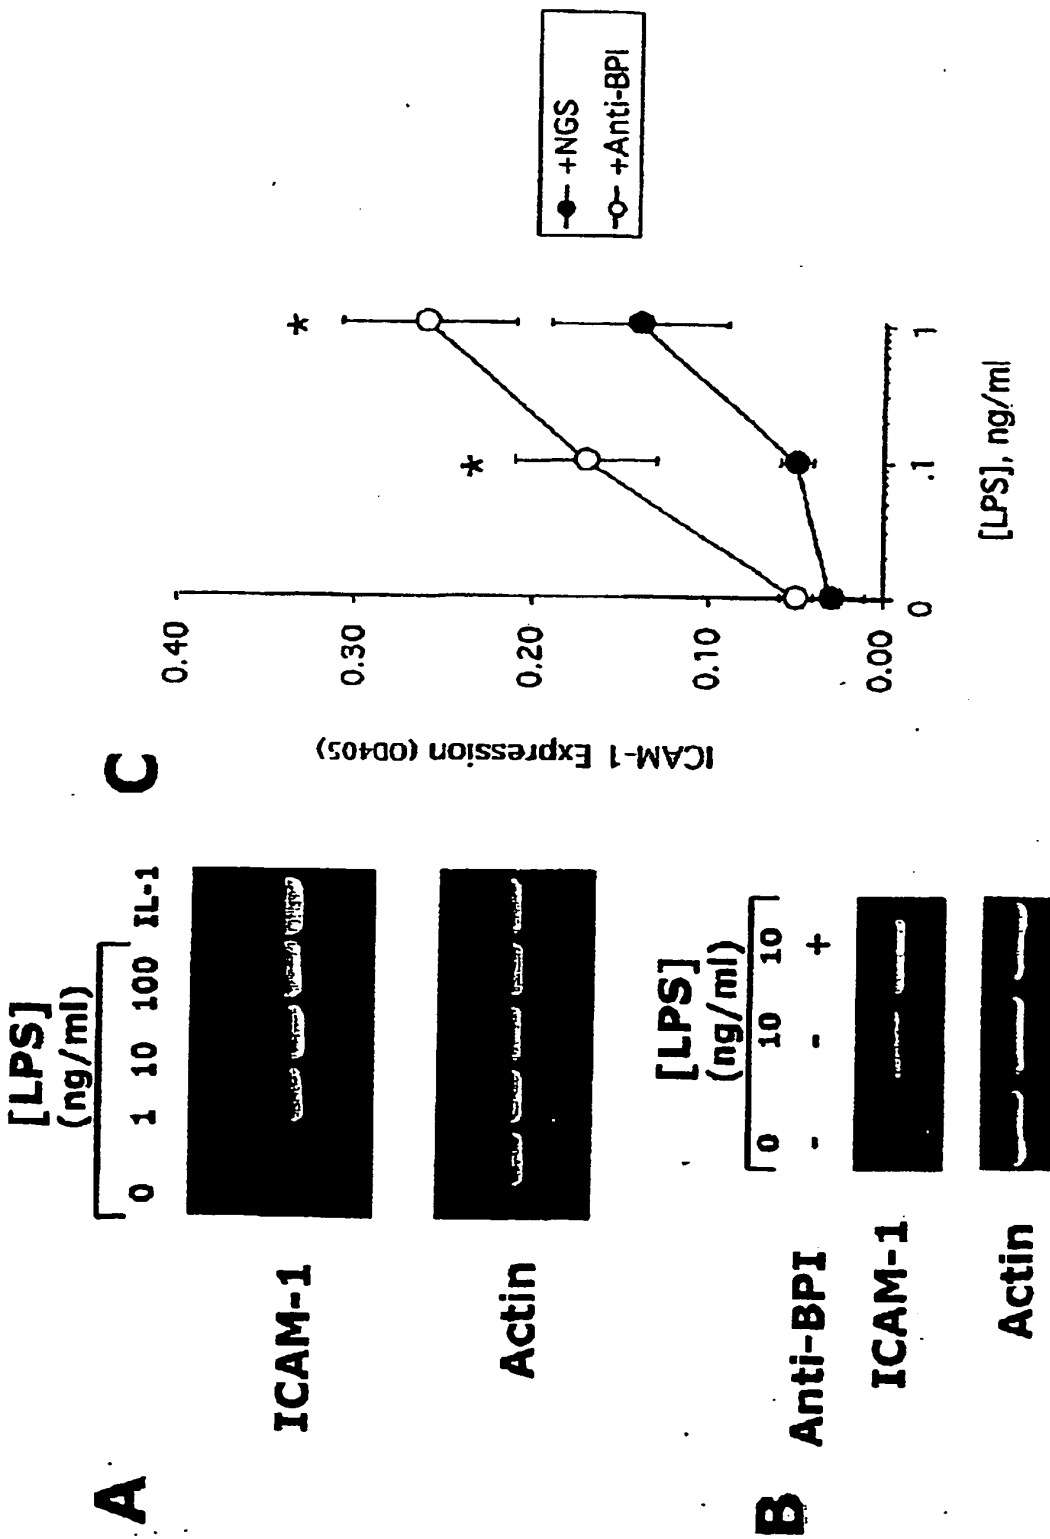 A
[LPS]
(ng/ml)
0 1 10 100 IL-1
ICAM-1
Actin
B
[LPS]
(ng/ml)
0 10 10
Anti-BPI - - +
ICAM-1
Actin
C
ICAM-1 Expression (OD405)
0.40
0.30
0.20
0.10
0.00
* *
0 .1 1
[LPS], ng/ml
+NGS
+Anti-BPI